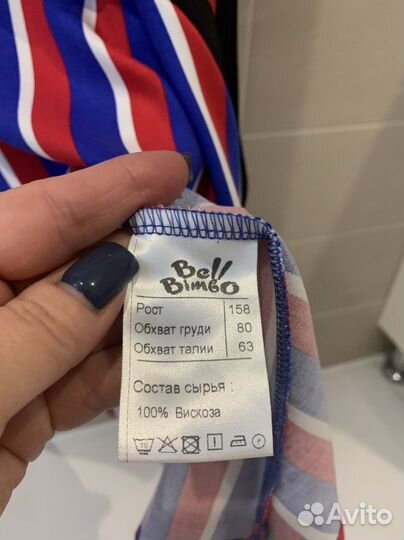 Bell
Bimbo
Рост 158
Обхват груди 80
Обхват талии 63
Состав сырья :
100% Вискоза
Avito